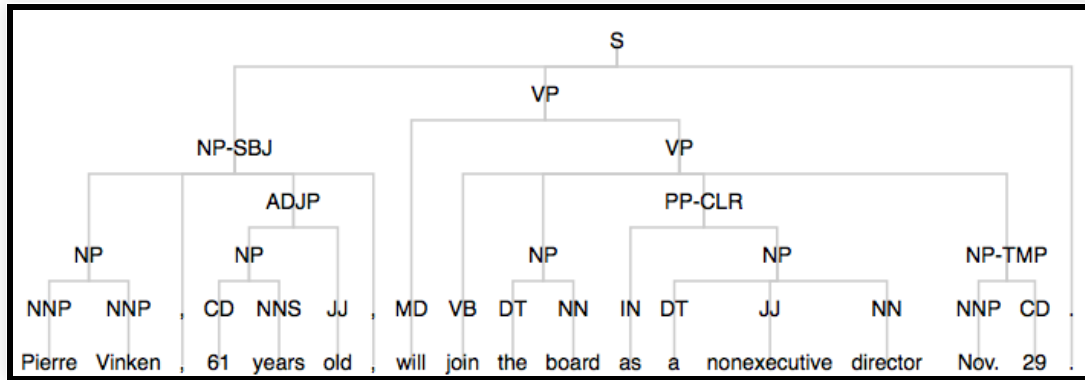 S
VP
NP-SBJ VP
ADJP PP-CLR
NP NP NP NP NP-TMP
NNP NNP , CD NNS JJ , MD VB DT NN IN DT JJ NN NNP CD .
Pierre Vinken , 61 years old , will join the board as a nonexecutive director Nov. 29 .